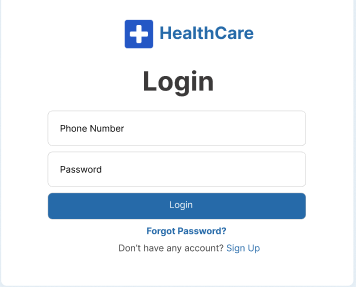 HealthCare
Login
Phone Number
Password
Login
Forgot Password?
Don't have any account? Sign Up